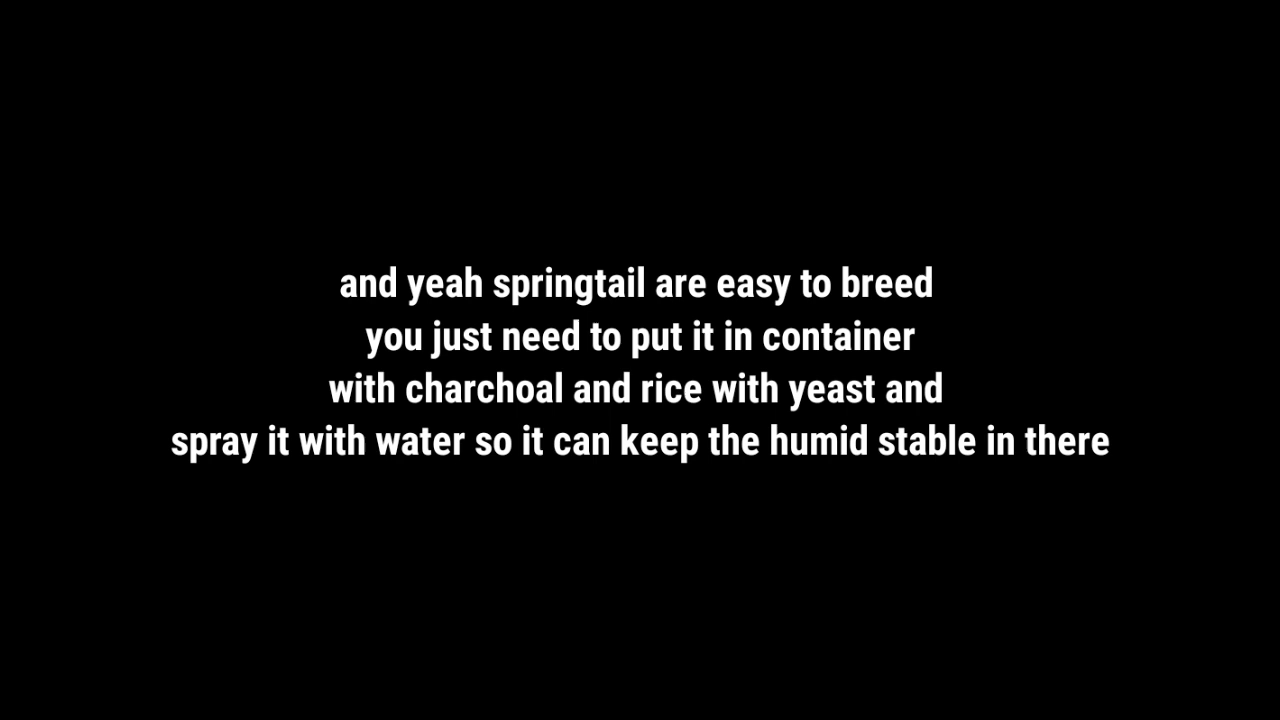 and yeah springtail are easy to breed
you just need to put it in container
with charchoal and rice with yeast and
spray it with water so it can keep the humid stable in there